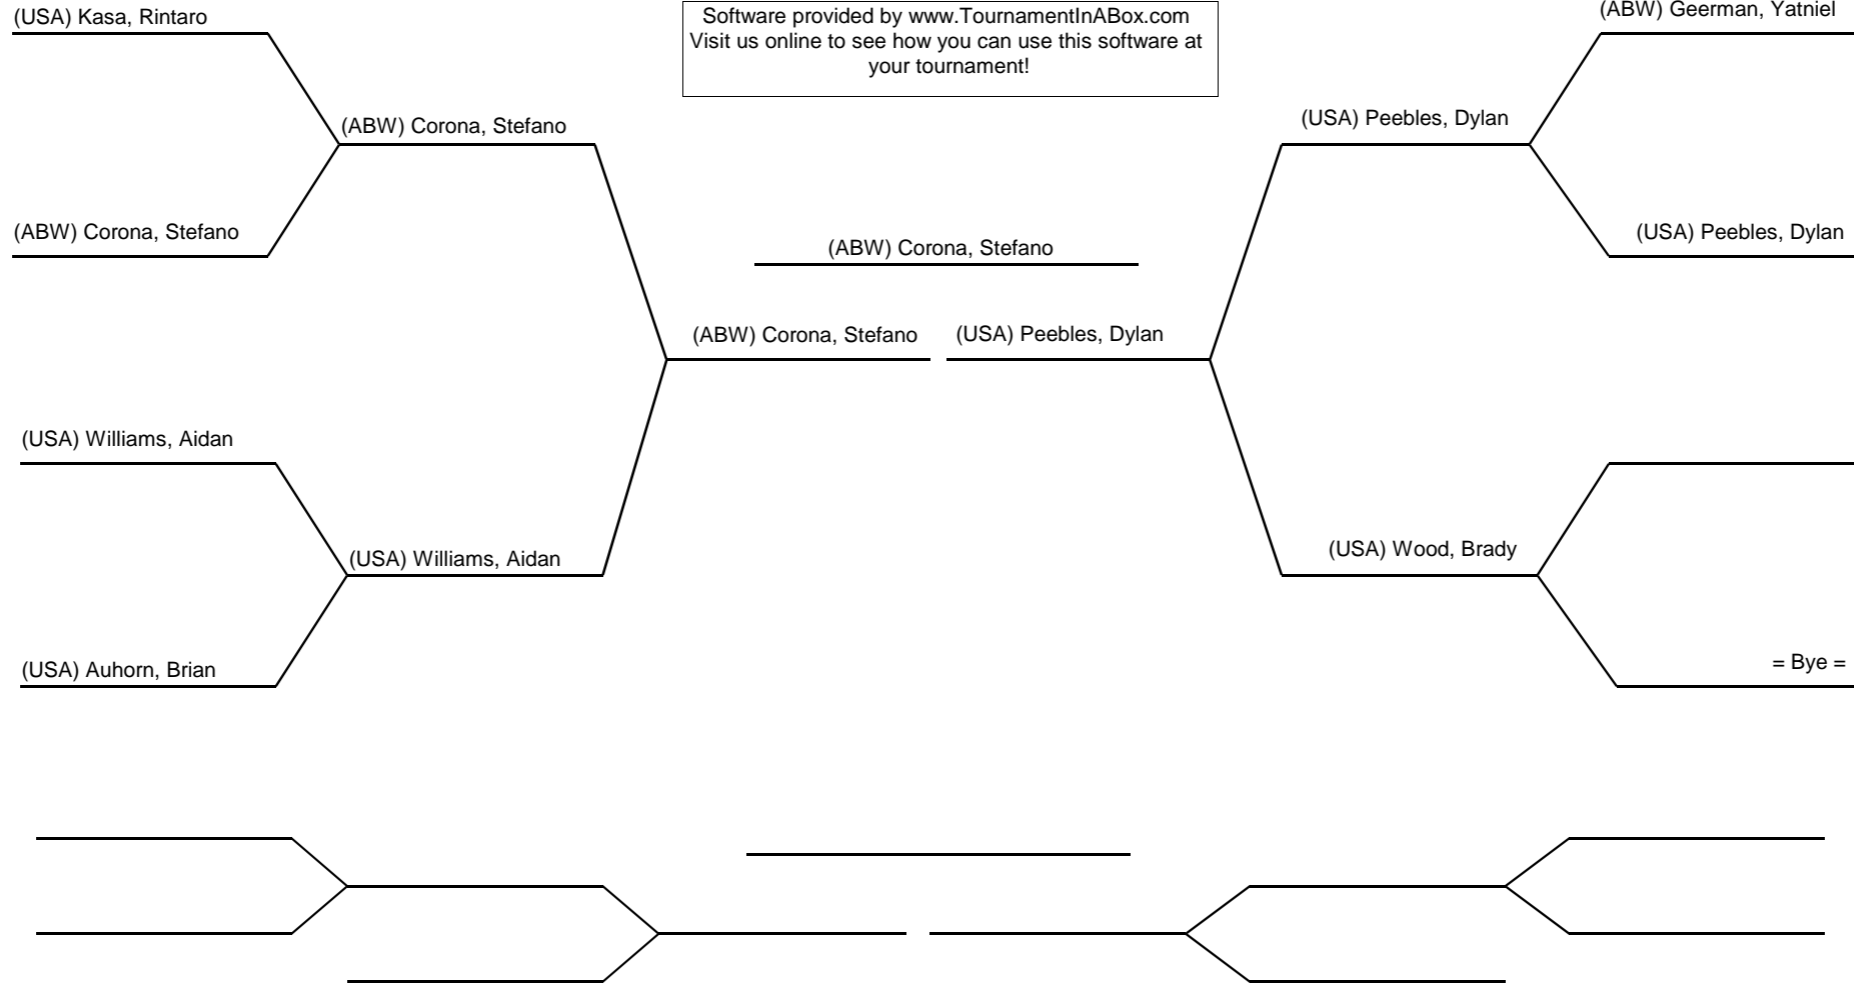 (USA) Kasa, Rintaro
(ABW) Corona, Stefano
(ABW) Corona, Stefano
(USA) Williams, Aidan
(USA) Williams, Aidan
(USA) Auhorn, Brian
Software provided by www.TournamentInABox.com
Visit us online to see how you can use this software at
your tournament!
(ABW) Corona, Stefano
(ABW) Corona, Stefano
(USA) Peebles, Dylan
(ABW) Geerman, Yatniel
(USA) Peebles, Dylan
(USA) Peebles, Dylan
(USA) Wood, Brady
= Bye =